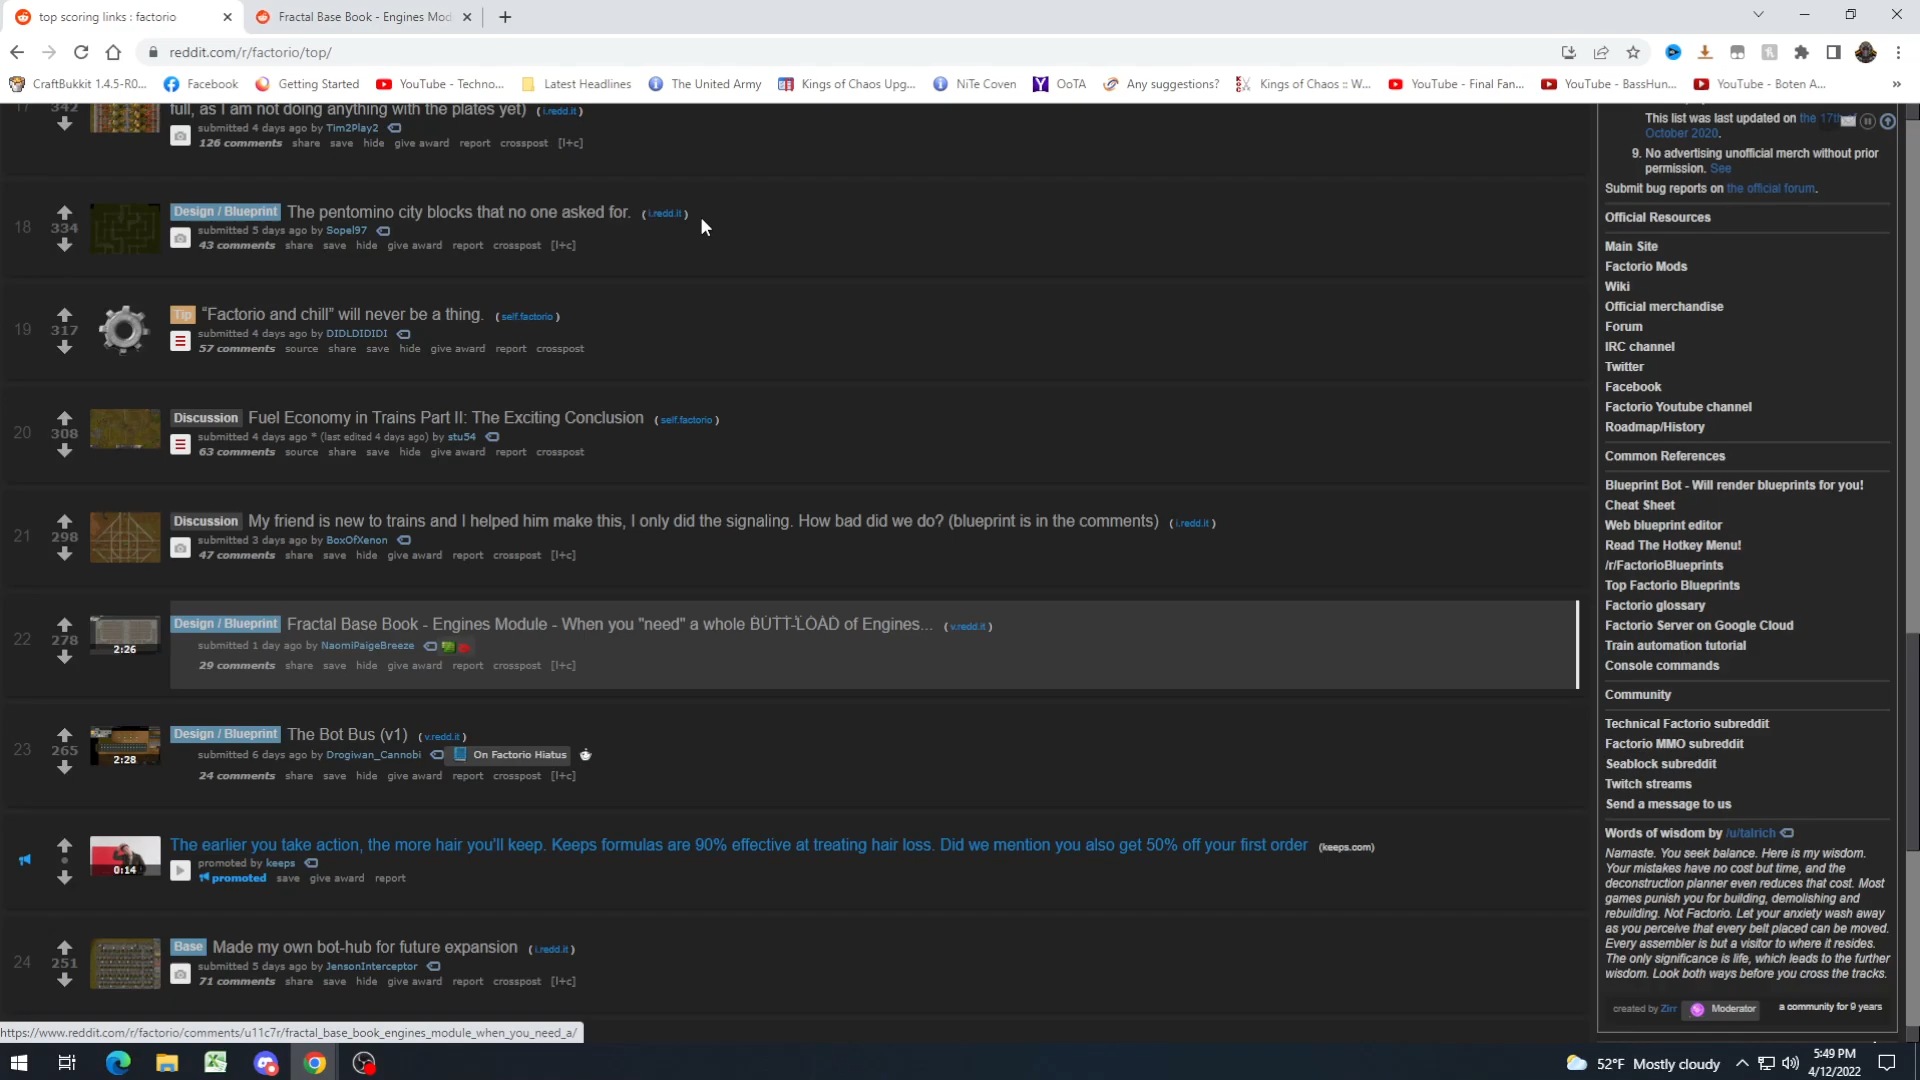 top scoring links : factorio
Fractal Base Book - Engines Mod
reddit.com/r/factorio/top/
CraftBukkit 1.4.5-R0...
Facebook
Getting Started
YouTube - Techno...
Latest Headlines
The United Army
Kings of Chaos Upg...
NiTe Coven
OoTA
Any suggestions?
Kings of Chaos :: W...
YouTube - Final Fan...
YouTube - BassHun...
YouTube - Boten A...
»
17
342
full, as I am not doing anything with the plates yet) (i.redd.it)
submitted 4 days ago by Tim2Play2
126 comments share save hide give award report crosspost [l+c]
18
334
Design / Blueprint The pentomino city blocks that no one asked for. (i.redd.it)
submitted 5 days ago by Sopel97
43 comments share save hide give award report crosspost [l+c]
19
317
Tip “Factorio and chill” will never be a thing. (self.factorio)
submitted 4 days ago by DIDLDIDIDI
57 comments source share save hide give award report crosspost
20
308
Discussion Fuel Economy in Trains Part II: The Exciting Conclusion (self.factorio)
submitted 4 days ago * (last edited 4 days ago) by stu54
63 comments source share save hide give award report crosspost
21
298
Discussion My friend is new to trains and I helped him make this, I only did the signaling. How bad did we do? (blueprint is in the comments) (i.redd.it)
submitted 3 days ago by BoxOfXenon
47 comments share save hide give award report crosspost [l+c]
22
278
2:26
Design / Blueprint Fractal Base Book - Engines Module - When you "need" a whole BUTT-LOAD of Engines... (v.redd.it)
submitted 1 day ago by NaomiPaigeBreeze
29 comments share save hide give award report crosspost [l+c]
23
265
2:28
Design / Blueprint The Bot Bus (v1) (v.redd.it)
submitted 6 days ago by Drogiwan_Cannobi On Factorio Hiatus
24 comments share save hide give award report crosspost [l+c]
0:14
The earlier you take action, the more hair you'll keep. Keeps formulas are 90% effective at treating hair loss. Did we mention you also get 50% off your first order (keeps.com)
promoted by keeps
promoted save give award report
24
251
Base Made my own bot-hub for future expansion (i.redd.it)
submitted 5 days ago by JensonInterceptor
71 comments share save hide give award report crosspost [l+c]
https://www.reddit.com/r/factorio/comments/u11c7r/fractal_base_book_engines_module_when_you_need_a/
This list was last updated on the 17th
October 2020.
9. No advertising unofficial merch without prior
permission. See
Submit bug reports on the official forum.
Official Resources
Main Site
Factorio Mods
Wiki
Official merchandise
Forum
IRC channel
Twitter
Facebook
Factorio Youtube channel
Roadmap/History
Common References
Blueprint Bot - Will render blueprints for you!
Cheat Sheet
Web blueprint editor
Read The Hotkey Menu!
/r/FactorioBlueprints
Top Factorio Blueprints
Factorio glossary
Factorio Server on Google Cloud
Train automation tutorial
Console commands
Community
Technical Factorio subreddit
Factorio MMO subreddit
Seablock subreddit
Twitch streams
Send a message to us
Words of wisdom by /u/talrich
Namaste. You seek balance. Here is my wisdom.
Your mistakes have no cost but time, and the
deconstruction planner even reduces that cost. Most
games punish you for building, demolishing and
rebuilding. Not Factorio. Let your anxiety wash away
as you perceive that every belt placed can be moved.
Every assembler is but a visitor to where it resides.
The only significance is life, which leads to the further
wisdom. Look both ways before you cross the tracks.
created by Zirr Moderator a community for 9 years
52°F Mostly cloudy
5:49 PM
4/12/2022